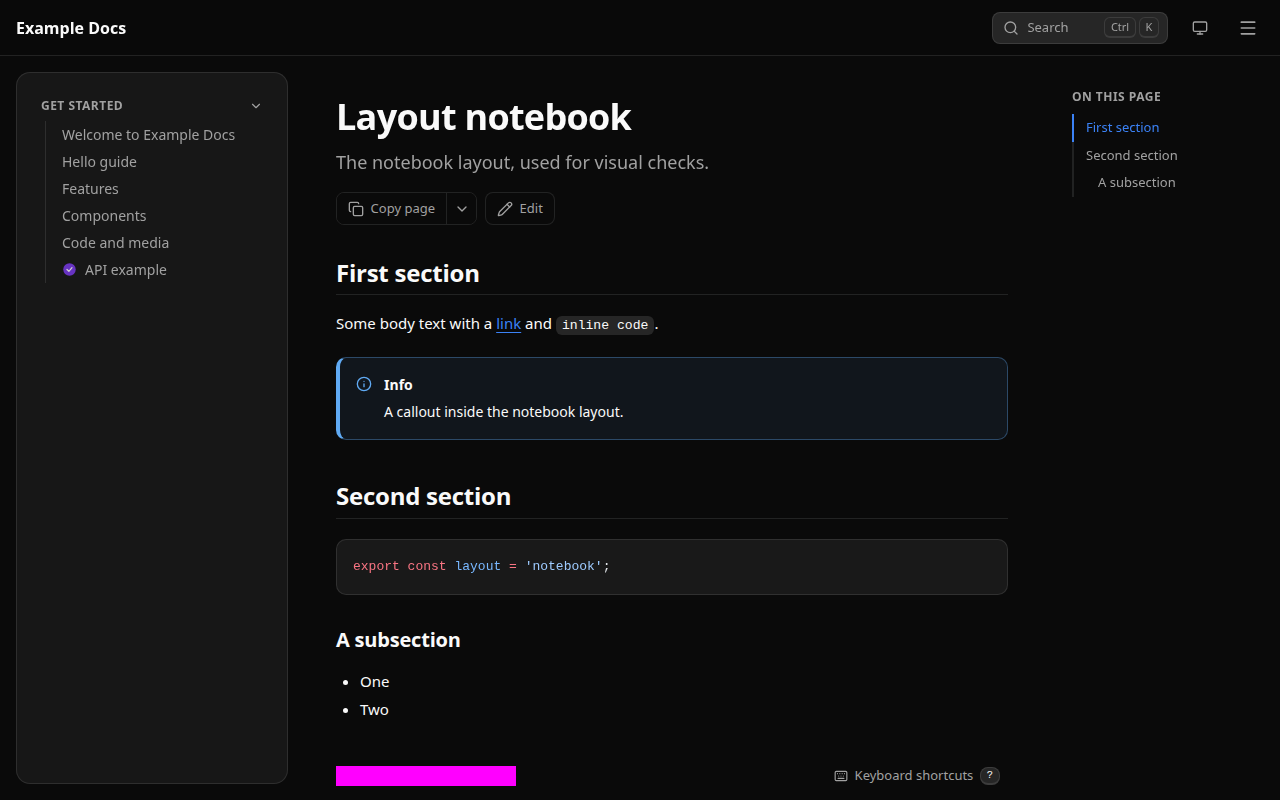 Example Docs
Search Ctrl K
GET STARTED
Welcome to Example Docs
Hello guide
Features
Components
Code and media
API example
Layout notebook
The notebook layout, used for visual checks.
Copy page
Edit
First section
Some body text with a link and inline code.
Info
A callout inside the notebook layout.
Second section
export const layout = 'notebook';
A subsection
One
Two
Keyboard shortcuts ?
ON THIS PAGE
First section
Second section
A subsection